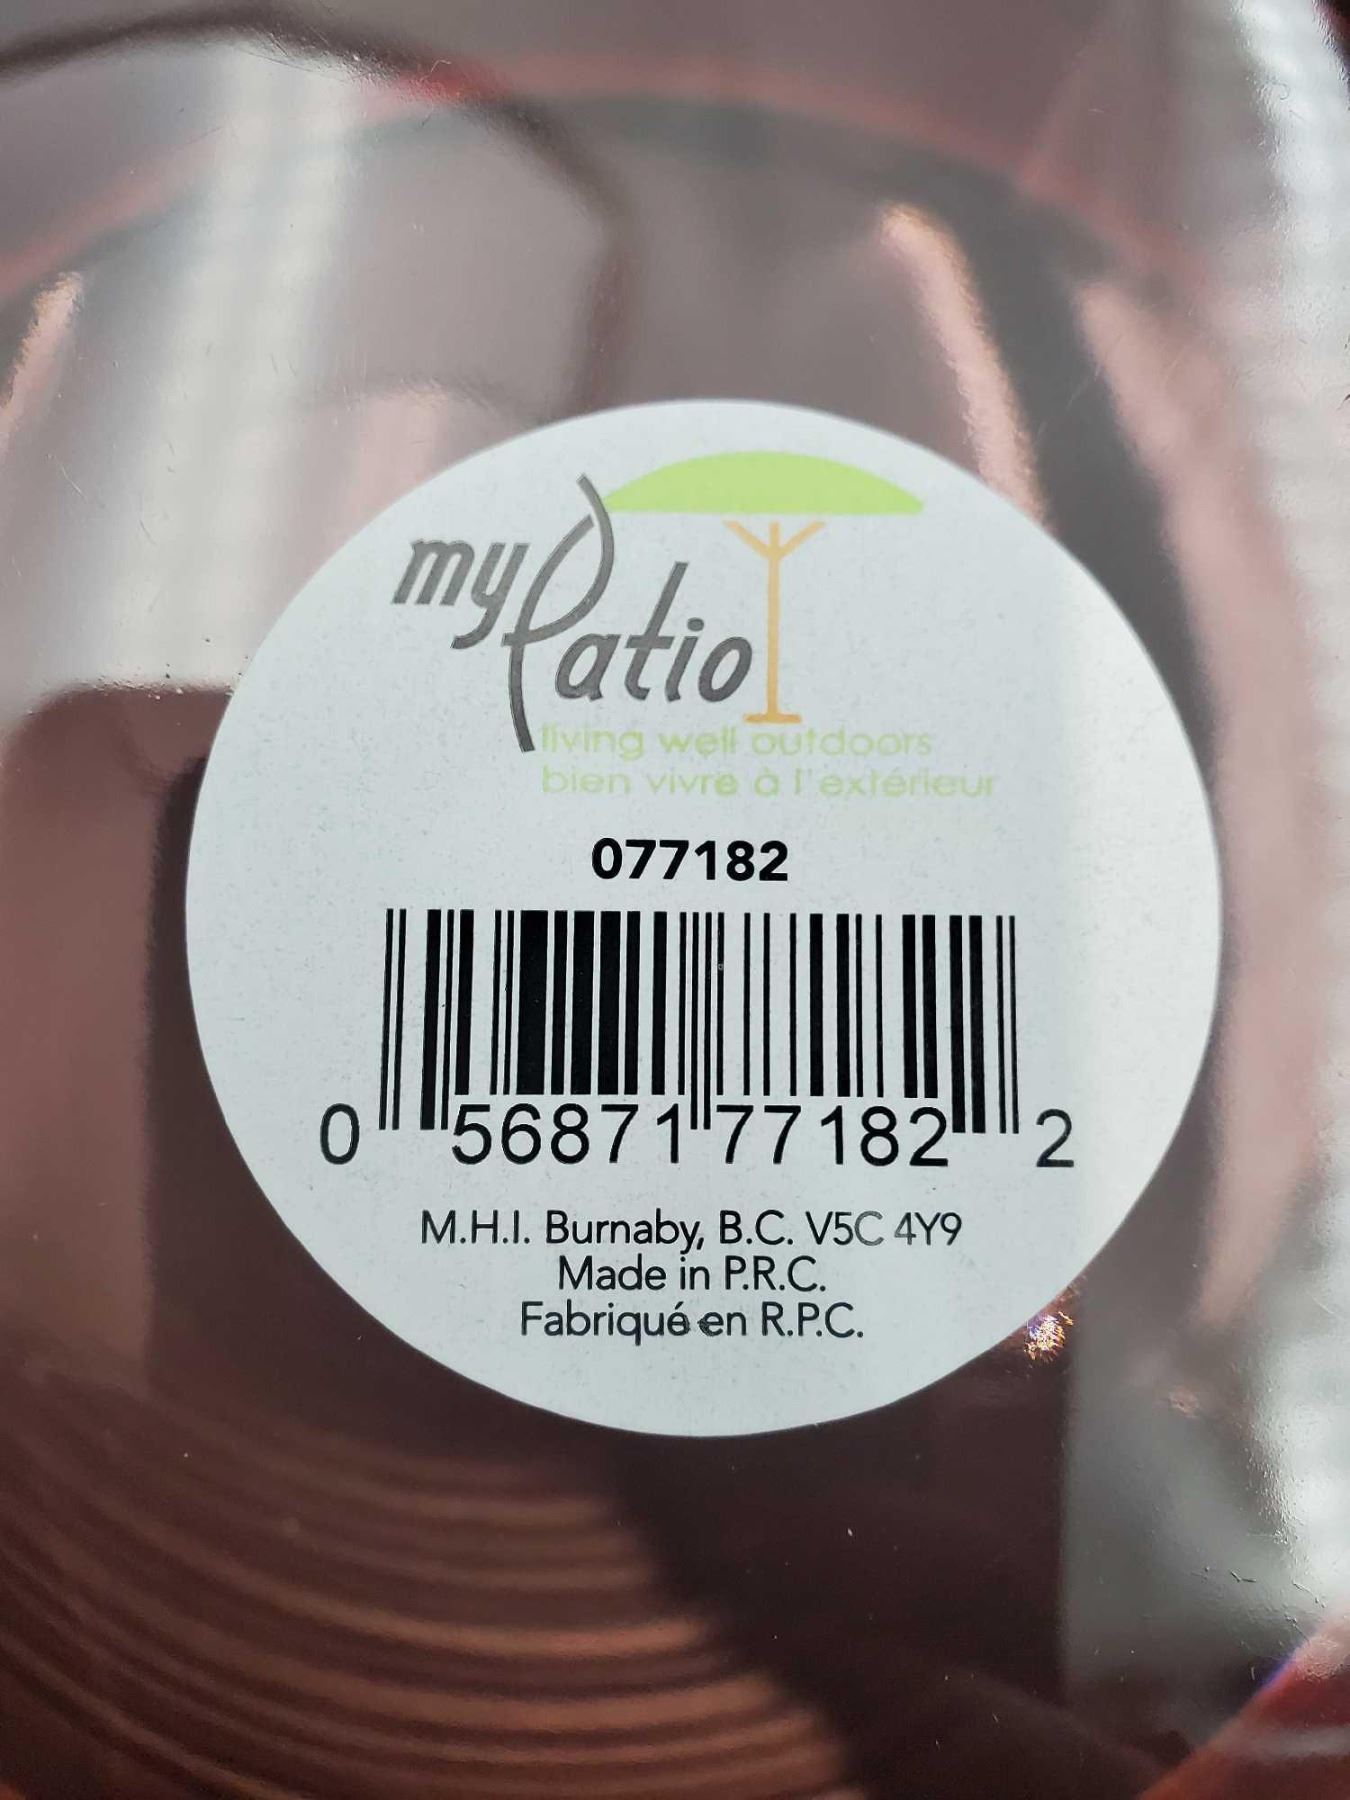 my Patio
living well outdoors
bien vivre à l'extérieur
077182
0 56871 77182 2
M.H.I. Burnaby, B.C. V5C 4Y9
Made in P.R.C.
Fabriqué en R.P.C.